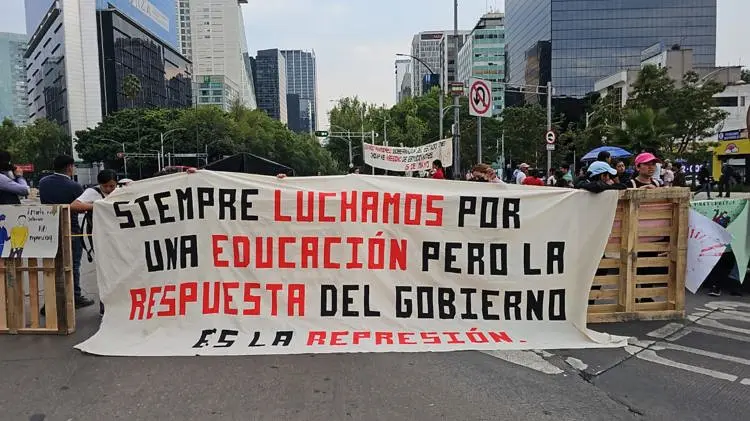 SIEMPRE LUCHAMOS POR
UNA EDUCACIÓN PERO LA
RESPUESTA DEL GOBIERNO
ES LA REPRESIÓN.